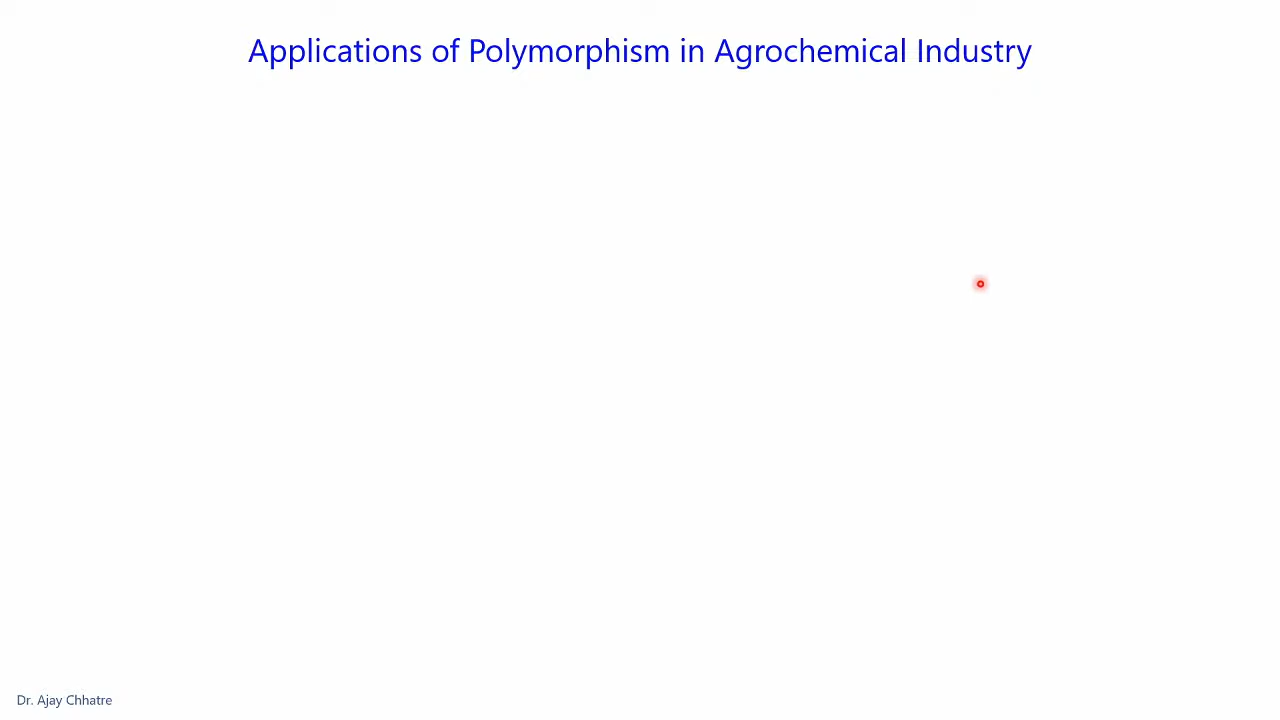 Applications of Polymorphism in Agrochemical Industry
Dr. Ajay Chhatre